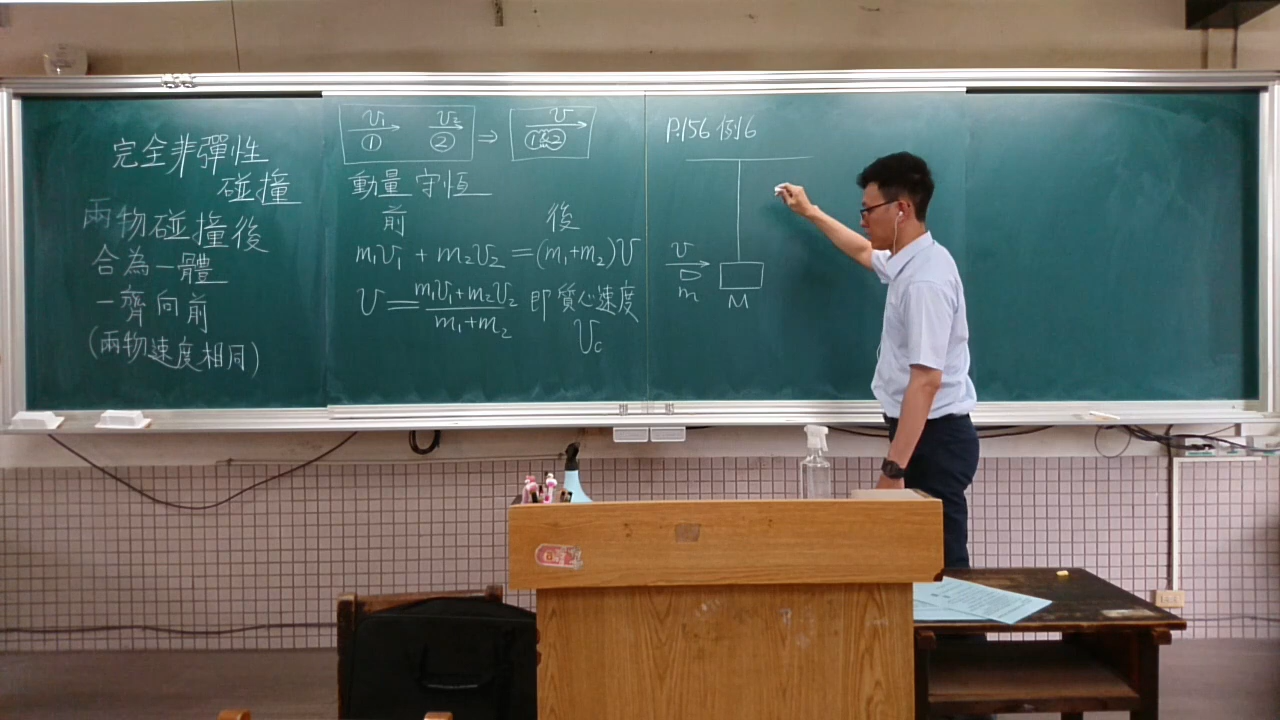 完全非彈性
碰撞
兩物碰撞後
合為一體
一齊向前
(兩物速度相同)
v₁ v₂ v
① ② ⇒ ①②
動量守恆
前 後
m₁v₁ + m₂v₂ = (m₁+m₂)v
v = (m₁v₁+m₂v₂)/(m₁+m₂) 即質心速度
v_c
P.156 例6
v
m
M